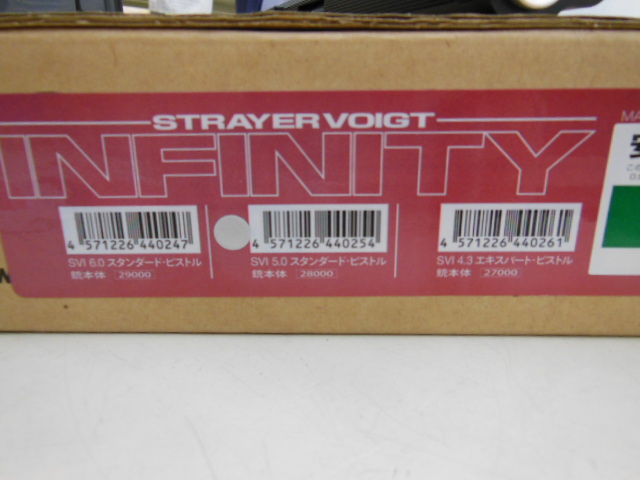 STRAYER VOIGT
INFINITY
MA
4 571226 440247
SVI 6.0 スタンダード・ピストル
銃本体 29000
4 571226 440254
SVI 5.0 スタンダード・ピストル
銃本体 28000
4 571226 440261
SVI 4.3 エキスパート・ピストル
銃本体 27000